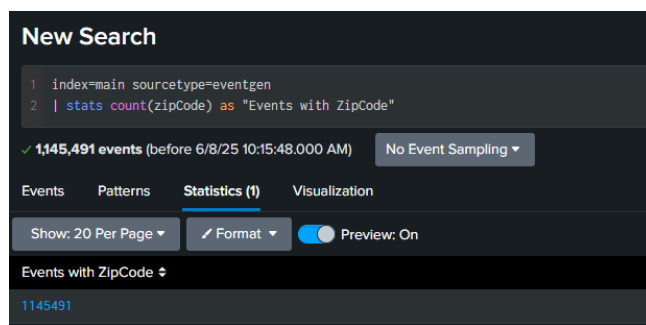 New Search
1 index=main sourcetype=eventgen
2 | stats count(zipCode) as "Events with ZipCode"
✓ 1,145,491 events (before 6/8/25 10:15:48.000 AM) No Event Sampling ▾
Events Patterns Statistics (1) Visualization
Show: 20 Per Page ▾ Format ▾ Preview: On
Events with ZipCode
1145491